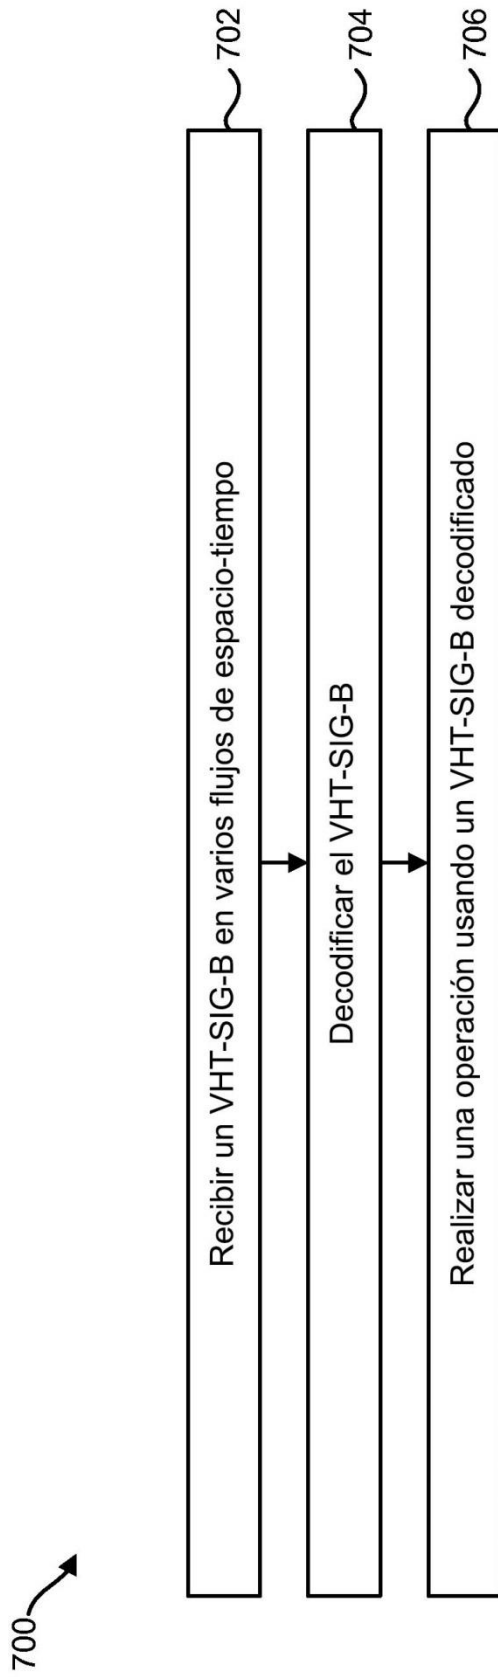 700
Recibir un VHT-SIG-B en varios flujos de espacio-tiempo
702
Decodificar el VHT-SIG-B
704
Realizar una operación usando un VHT-SIG-B decodificado
706